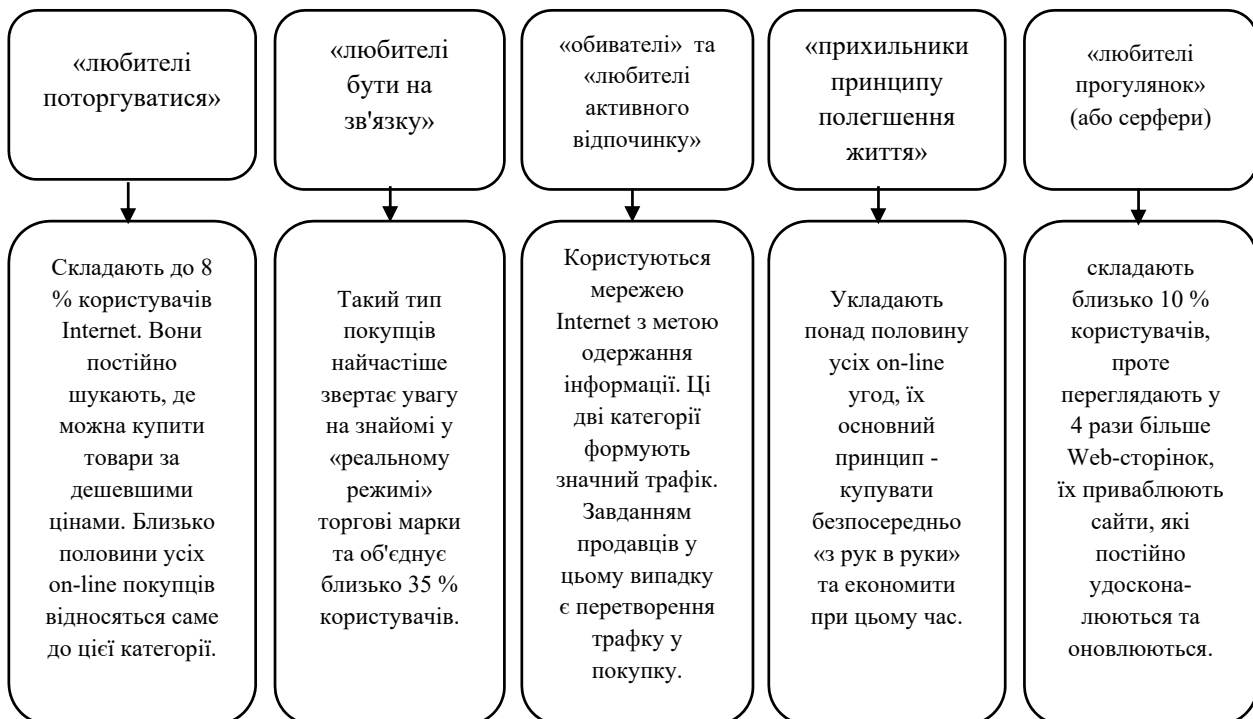 «любителі
поторгуватися»
«любителі
бути на
зв'язку»
«обивателі» та
«любителі
активного
відпочинку»
«прихильники
принципу
полегшення
життя»
«любителі
прогулянок»
(або серфери)
Складають до 8
% користувачів
Internet. Вони
постійно
шукають, де
можна купити
товари за
дешевшими
цінами. Близько
половини усіх
on-line покупців
відносяться саме
до цієї категорії.
Такий тип
покупців
найчастіше
звертає увагу
на знайомі у
«реальному
режимі»
торгові марки
та об'єднує
близько 35 %
користувачів.
Користуються
мережею
Internet з метою
одержання
інформації. Ці
дві категорії
формують
значний трафік.
Завданням
продавців у
цьому випадку
є перетворення
трафку у
покупку.
Укладають
понад половину
усіх on-line
угод, їх
основний
принцип -
купувати
безпосередньо
«з рук в руки»
та економити
при цьому час.
складають
близько 10 %
користувачів,
проте
переглядають у
4 рази більше
Web-сторінок,
їх приваблюють
сайти, які
постійно
удоскона-
люються та
оновлюються.